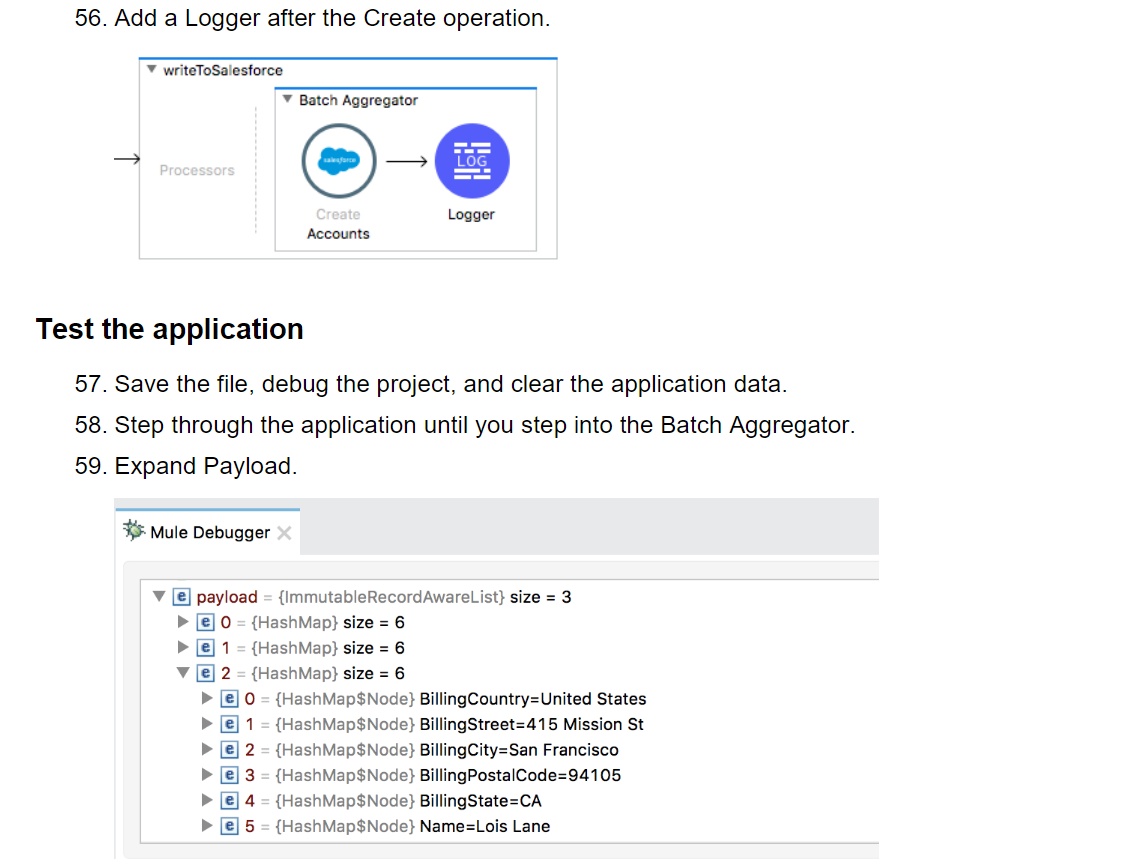 56. Add a Logger after the Create operation.
writeToSalesforce
Batch Aggregator
Processors
salesforce
LOG
Create
Logger
Accounts
Test the application
57. Save the file, debug the project, and clear the application data.
58. Step through the application until you step into the Batch Aggregator.
59. Expand Payload.
Mule Debugger
e payload = {ImmutableRecordAwareList} size = 3
e 0 = {HashMap} size = 6
e 1 = {HashMap} size = 6
e 2 = {HashMap} size = 6
e 0 = {HashMap$Node} BillingCountry=United States
e 1 = {HashMap$Node} BillingStreet=415 Mission St
e 2 = {HashMap$Node} BillingCity=San Francisco
e 3 = {HashMap$Node} BillingPostalCode=94105
e 4 = {HashMap$Node} BillingState=CA
e 5 = {HashMap$Node} Name=Lois Lane